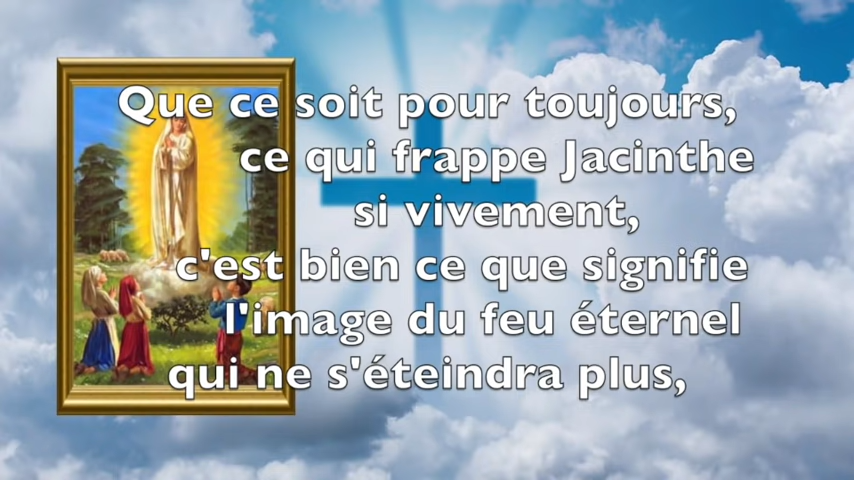 Que ce soit pour toujours,
ce qui frappe Jacinthe
si vivement,
c'est bien ce que signifie
l'image du feu éternel
qui ne s'éteindra plus,